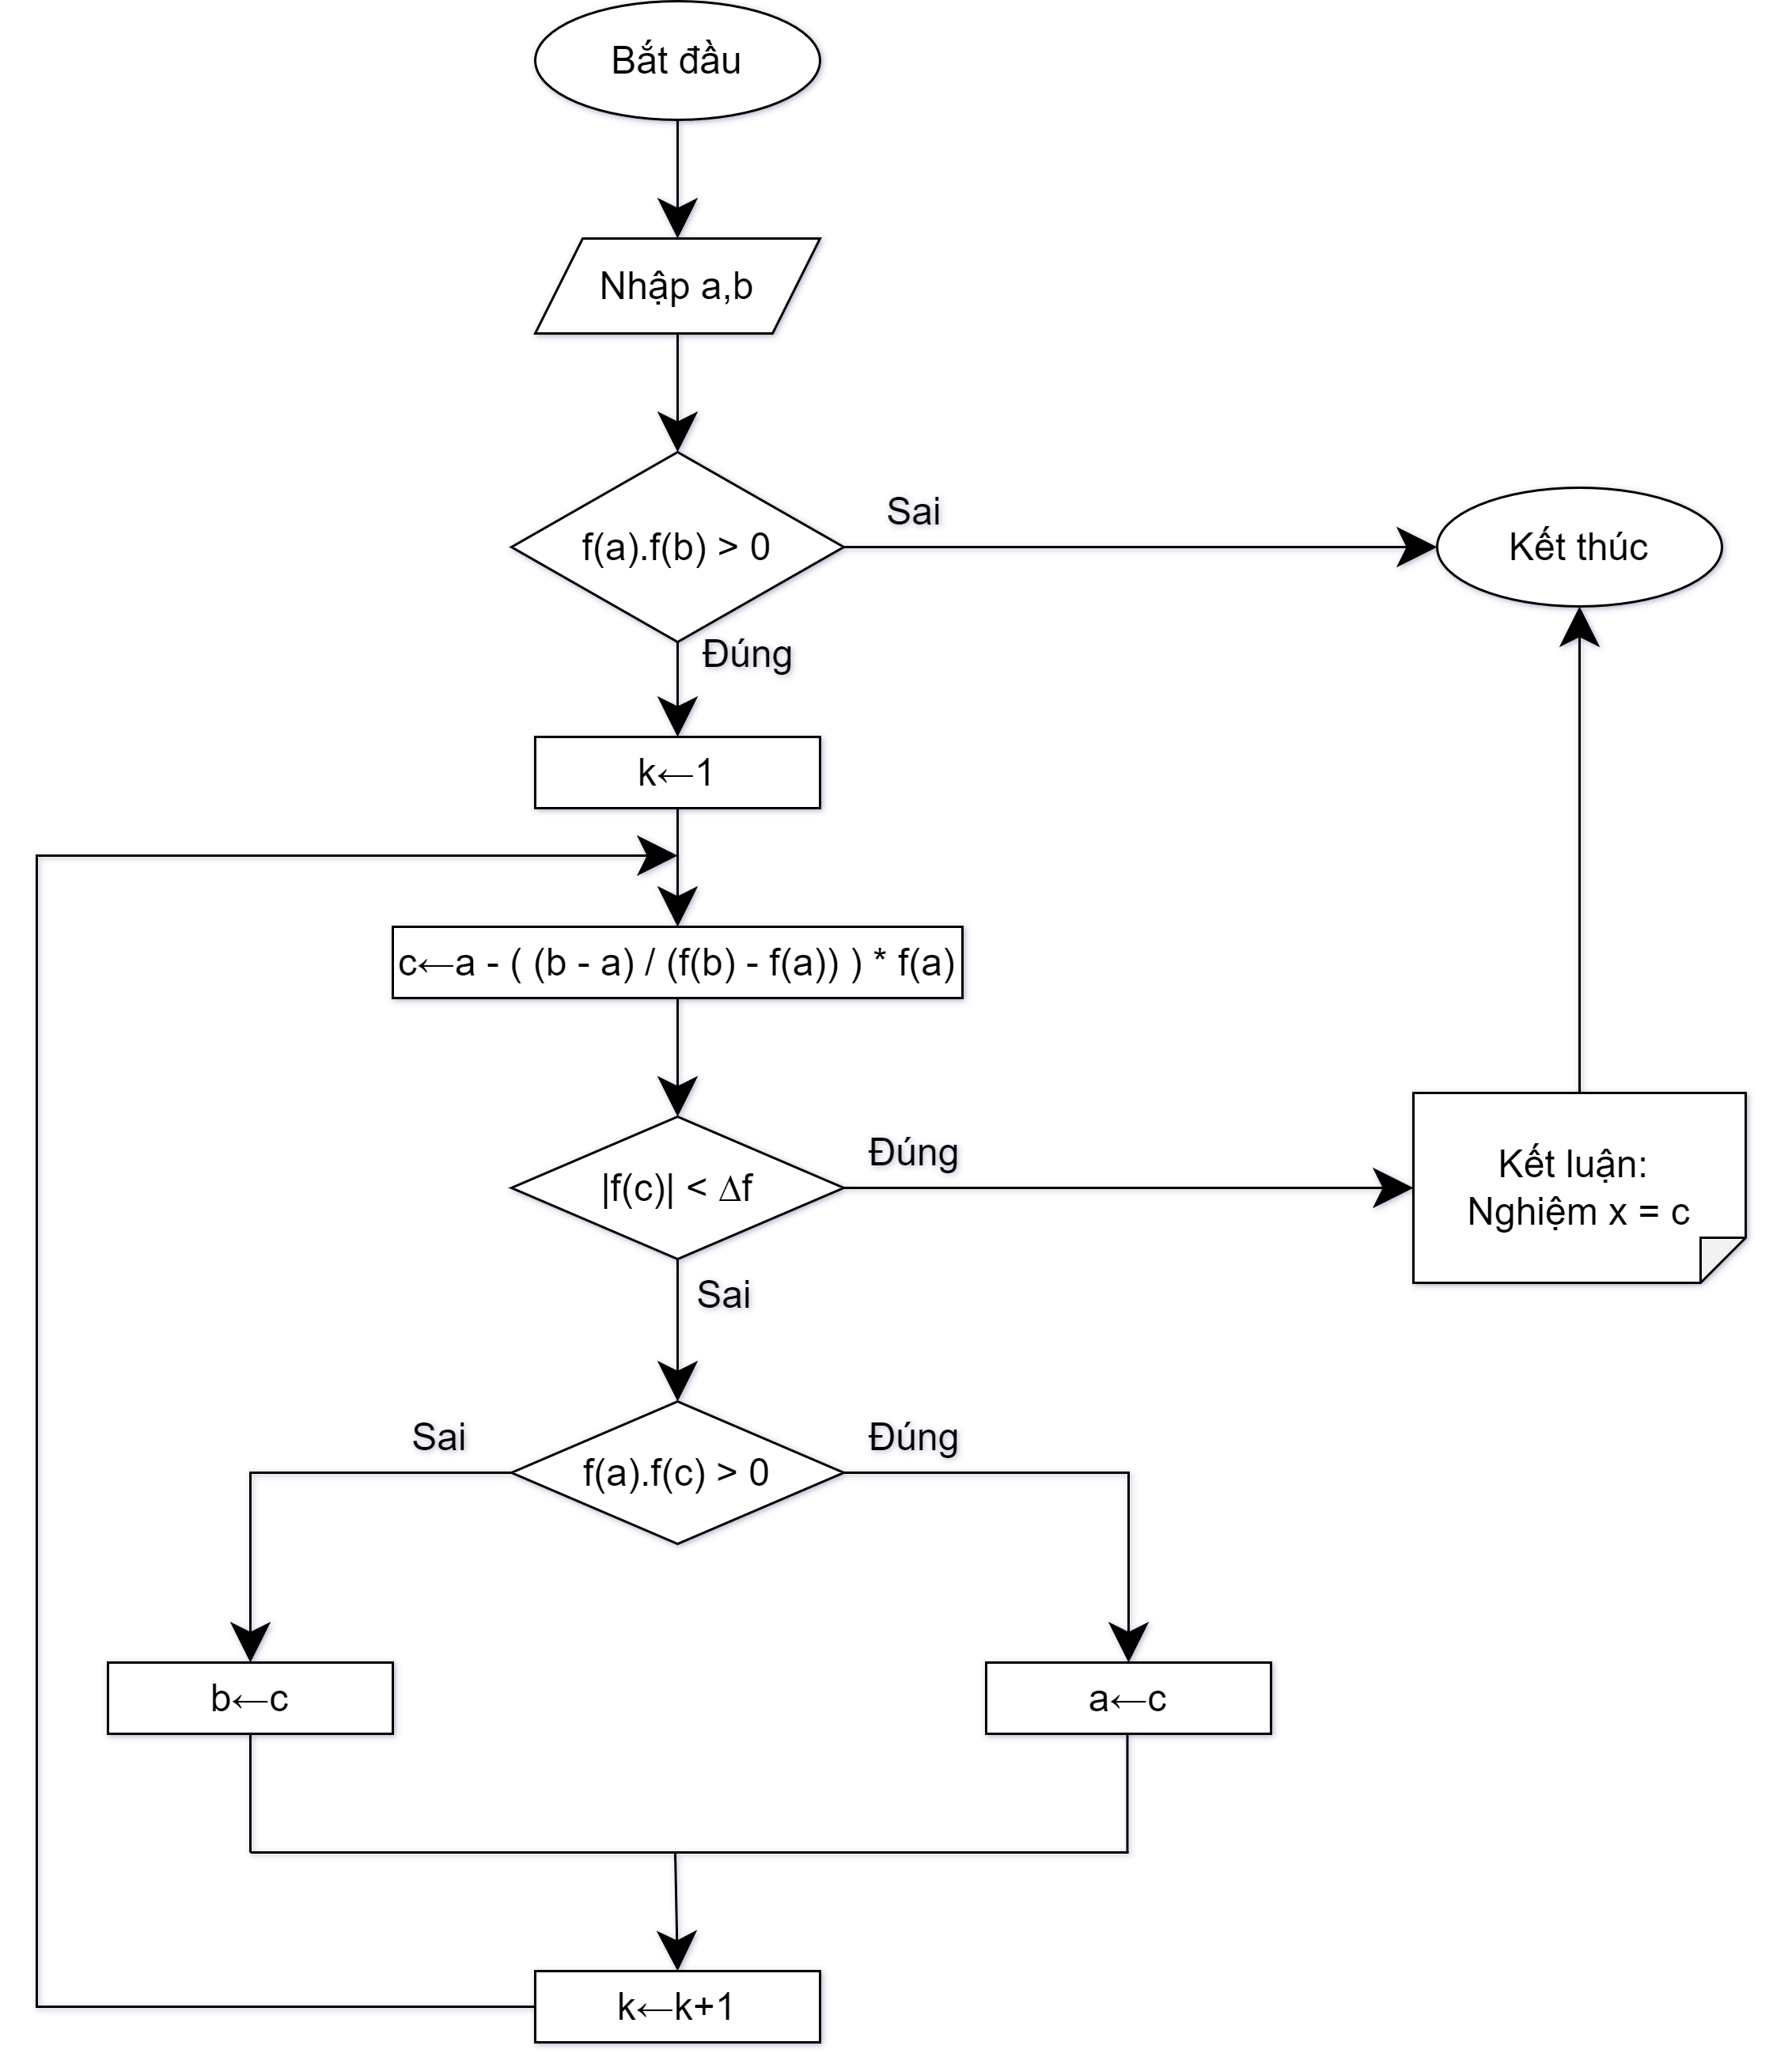 Bắt đầu
Nhập a,b
f(a).f(b) > 0
Sai
Kết thúc
Đúng
k←1
c←a - ( (b - a) / (f(b) - f(a)) ) * f(a)
|f(c)| < Δf
Đúng
Kết luận:
Nghiệm x = c
Sai
f(a).f(c) > 0
Sai
Đúng
b←c
a←c
k←k+1